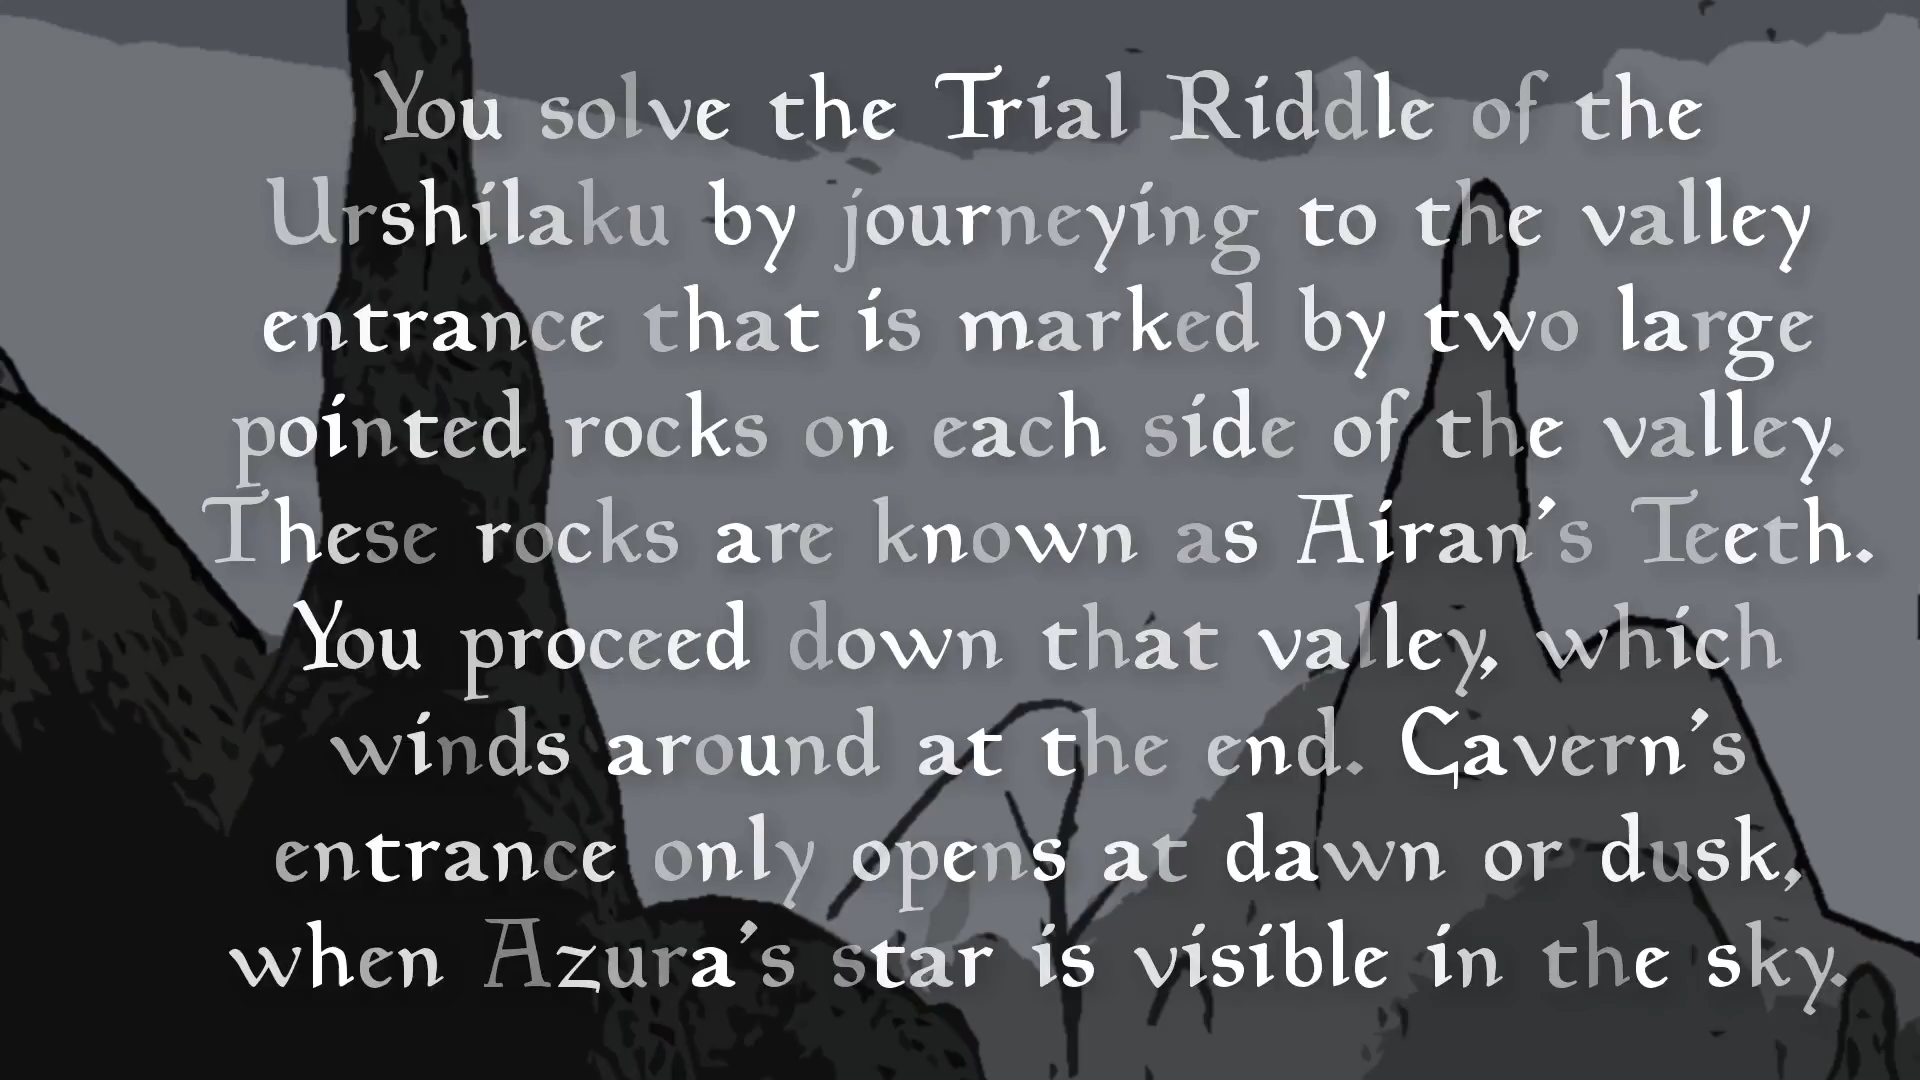 You solve the Trial Riddle of the
Urshilaku by journeying to the valley
entrance that is marked by two large
pointed rocks on each side of the valley.
These rocks are known as Airan's Teeth.
You proceed down that valley, which
winds around at the end. Cavern's
entrance only opens at dawn or dusk,
when Azura's star is visible in the sky.